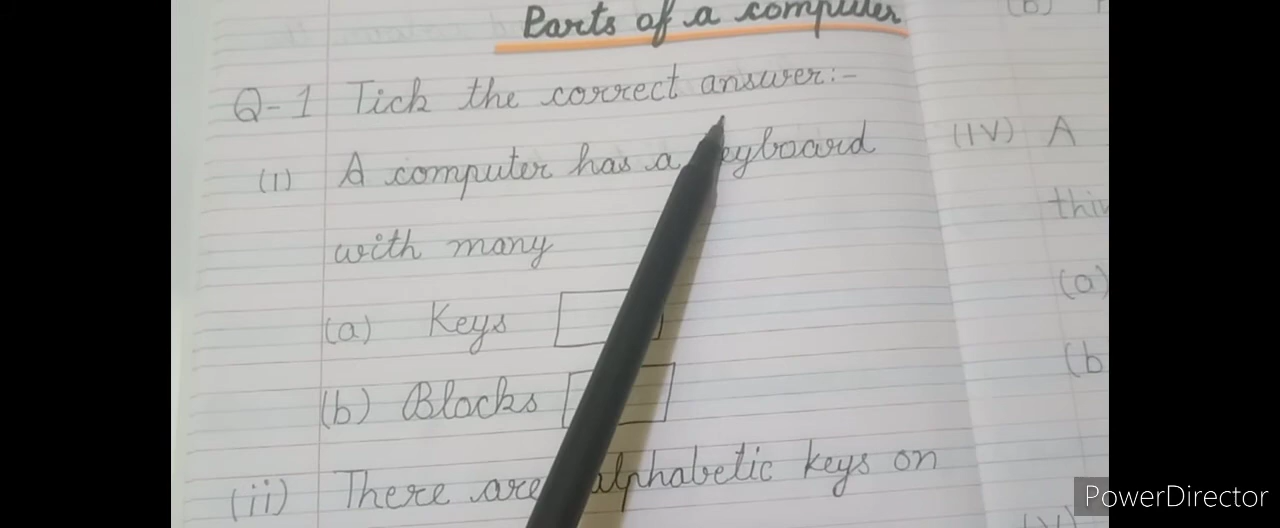 Parts of a computer
Q-1 Tick the correct answer:-
(i) A computer has a keyboard
with many
(a) Keys
(b) Blocks
(ii) There are alphabetic keys on
(iv) A
(a)
(b
PowerDirector